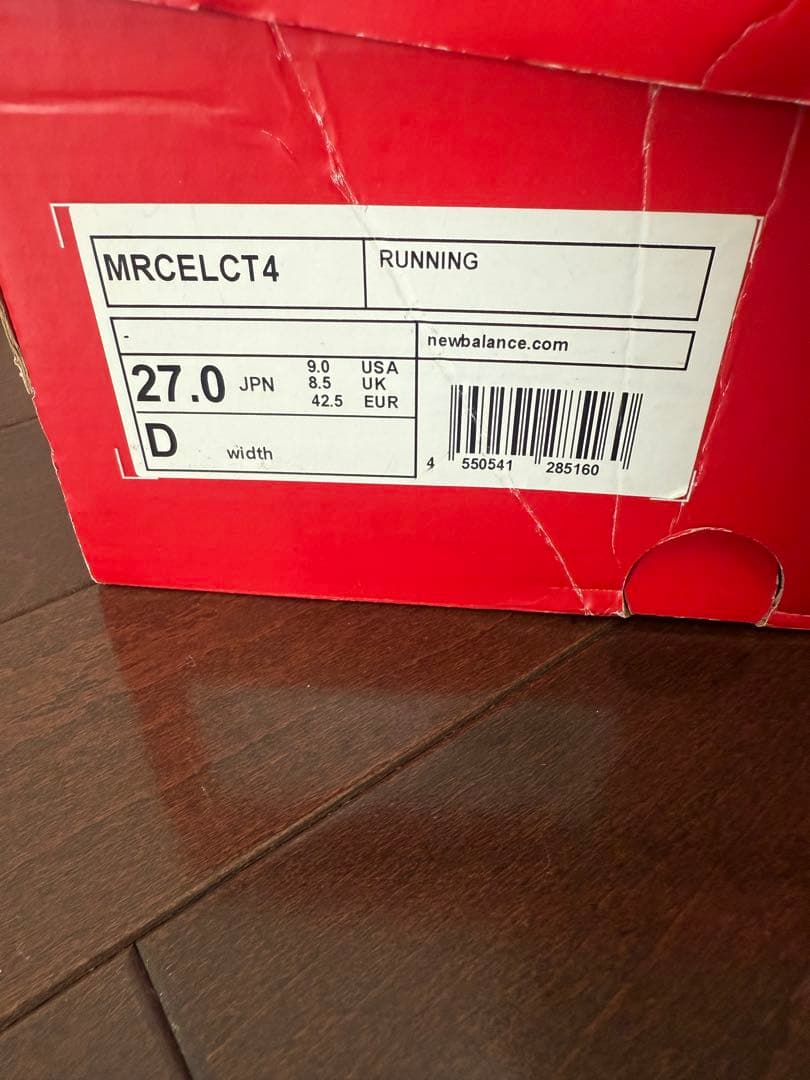 MRCELCT4
RUNNING
-
newbalance.com
27.0 JPN
9.0 USA
8.5 UK
42.5 EUR
D width
4 550541 285160